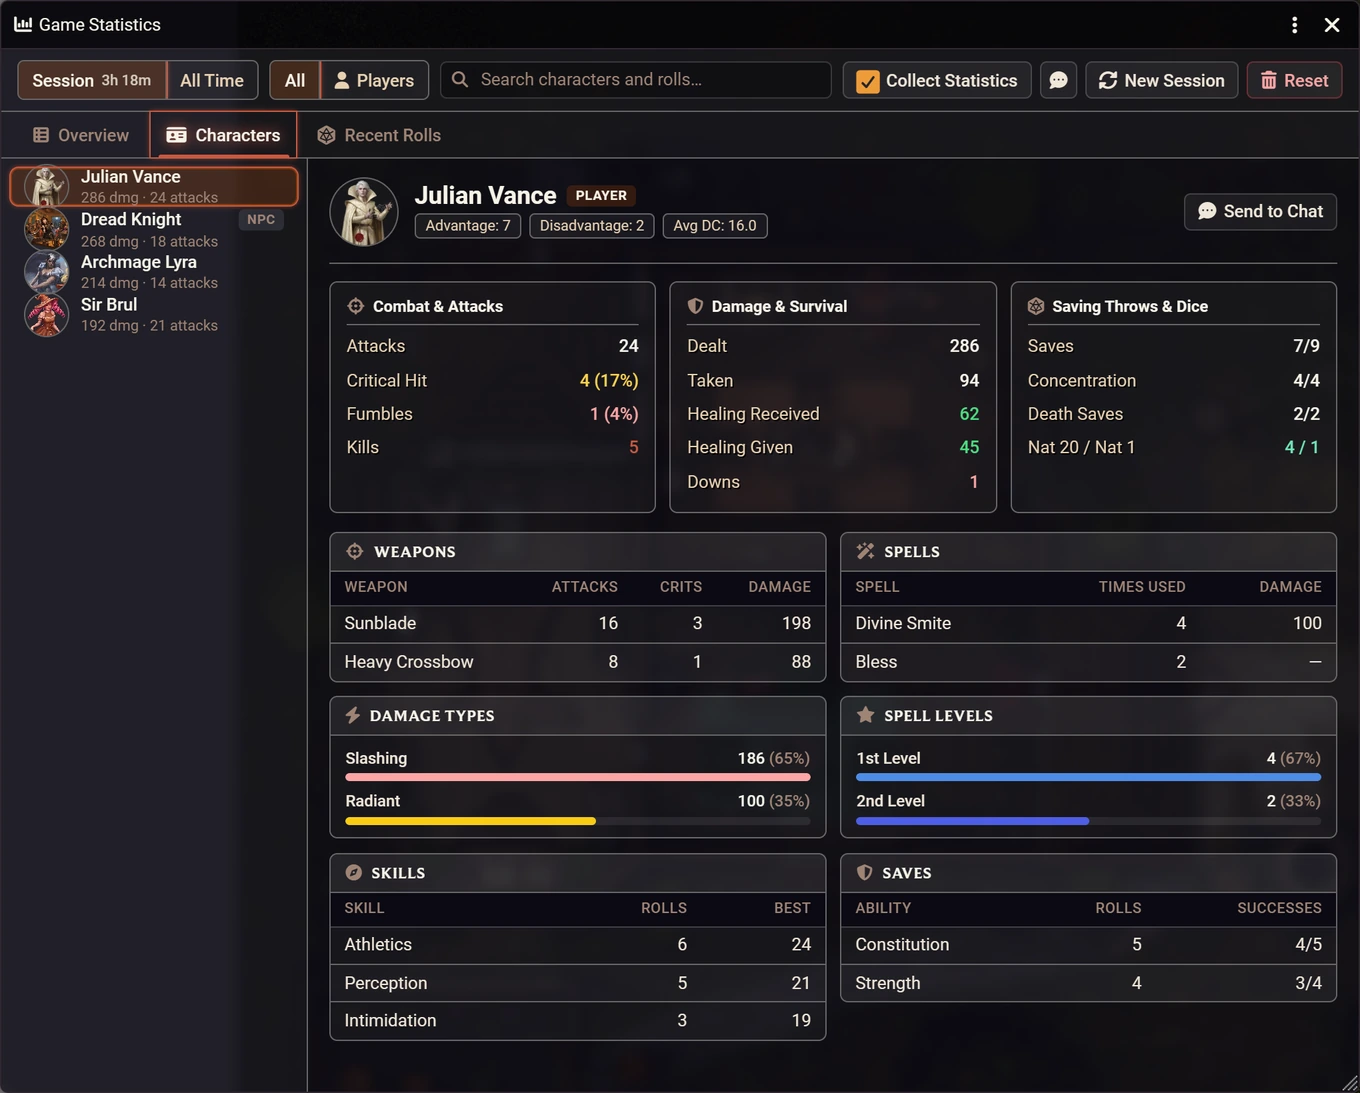 Game Statistics
Session 3h 18m All Time All Players Search characters and rolls... Collect Statistics New Session Reset
Overview Characters Recent Rolls
Julian Vance
286 dmg · 24 attacks
Dread Knight NPC
268 dmg · 18 attacks
Archmage Lyra
214 dmg · 14 attacks
Sir Brul
192 dmg · 21 attacks
Julian Vance PLAYER
Advantage: 7 Disadvantage: 2 Avg DC: 16.0
Send to Chat
Combat & Attacks
Attacks 24
Critical Hit 4 (17%)
Fumbles 1 (4%)
Kills 5
Damage & Survival
Dealt 286
Taken 94
Healing Received 62
Healing Given 45
Downs 1
Saving Throws & Dice
Saves 7/9
Concentration 4/4
Death Saves 2/2
Nat 20 / Nat 1 4 / 1
WEAPONS
WEAPON ATTACKS CRITS DAMAGE
Sunblade 16 3 198
Heavy Crossbow 8 1 88
SPELLS
SPELL TIMES USED DAMAGE
Divine Smite 4 100
Bless 2 —
DAMAGE TYPES
Slashing 186 (65%)
Radiant 100 (35%)
SPELL LEVELS
1st Level 4 (67%)
2nd Level 2 (33%)
SKILLS
SKILL ROLLS BEST
Athletics 6 24
Perception 5 21
Intimidation 3 19
SAVES
ABILITY ROLLS SUCCESSES
Constitution 5 4/5
Strength 4 3/4